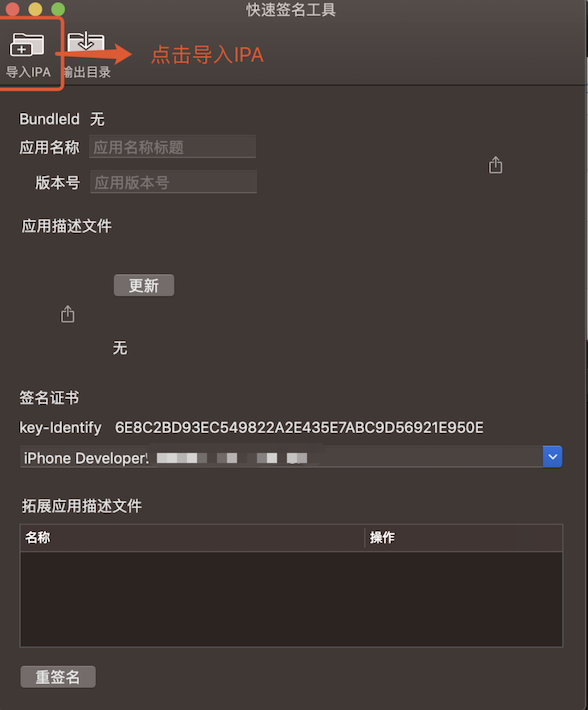 快速签名工具
导入IPA
输出目录
点击导入IPA
BundleId 无
应用名称 应用名称标题
版本号 应用版本号
应用描述文件
更新
无
签名证书
key-Identify 6E8C2BD93EC549822A2E435E7ABC9D56921E950E
iPhone Developer:
拓展应用描述文件
名称 操作
重签名